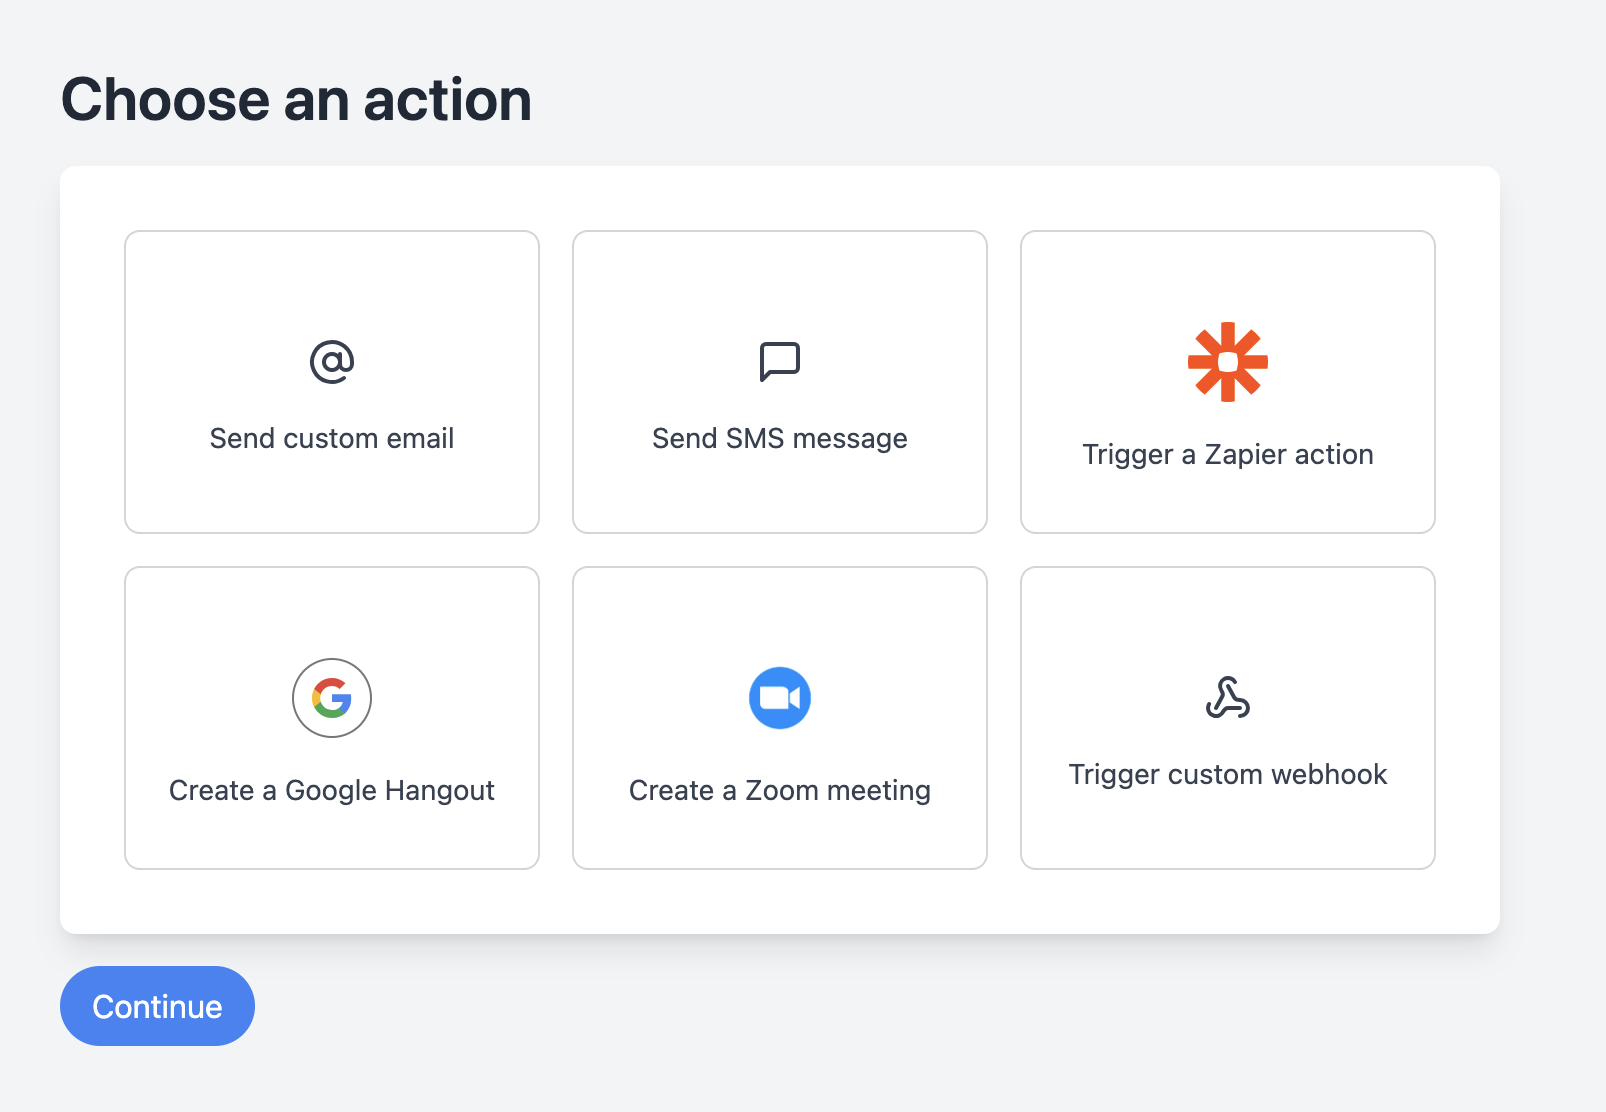 Choose an action
Send custom email
Send SMS message
Trigger a Zapier action
Create a Google Hangout
Create a Zoom meeting
Trigger custom webhook
Continue